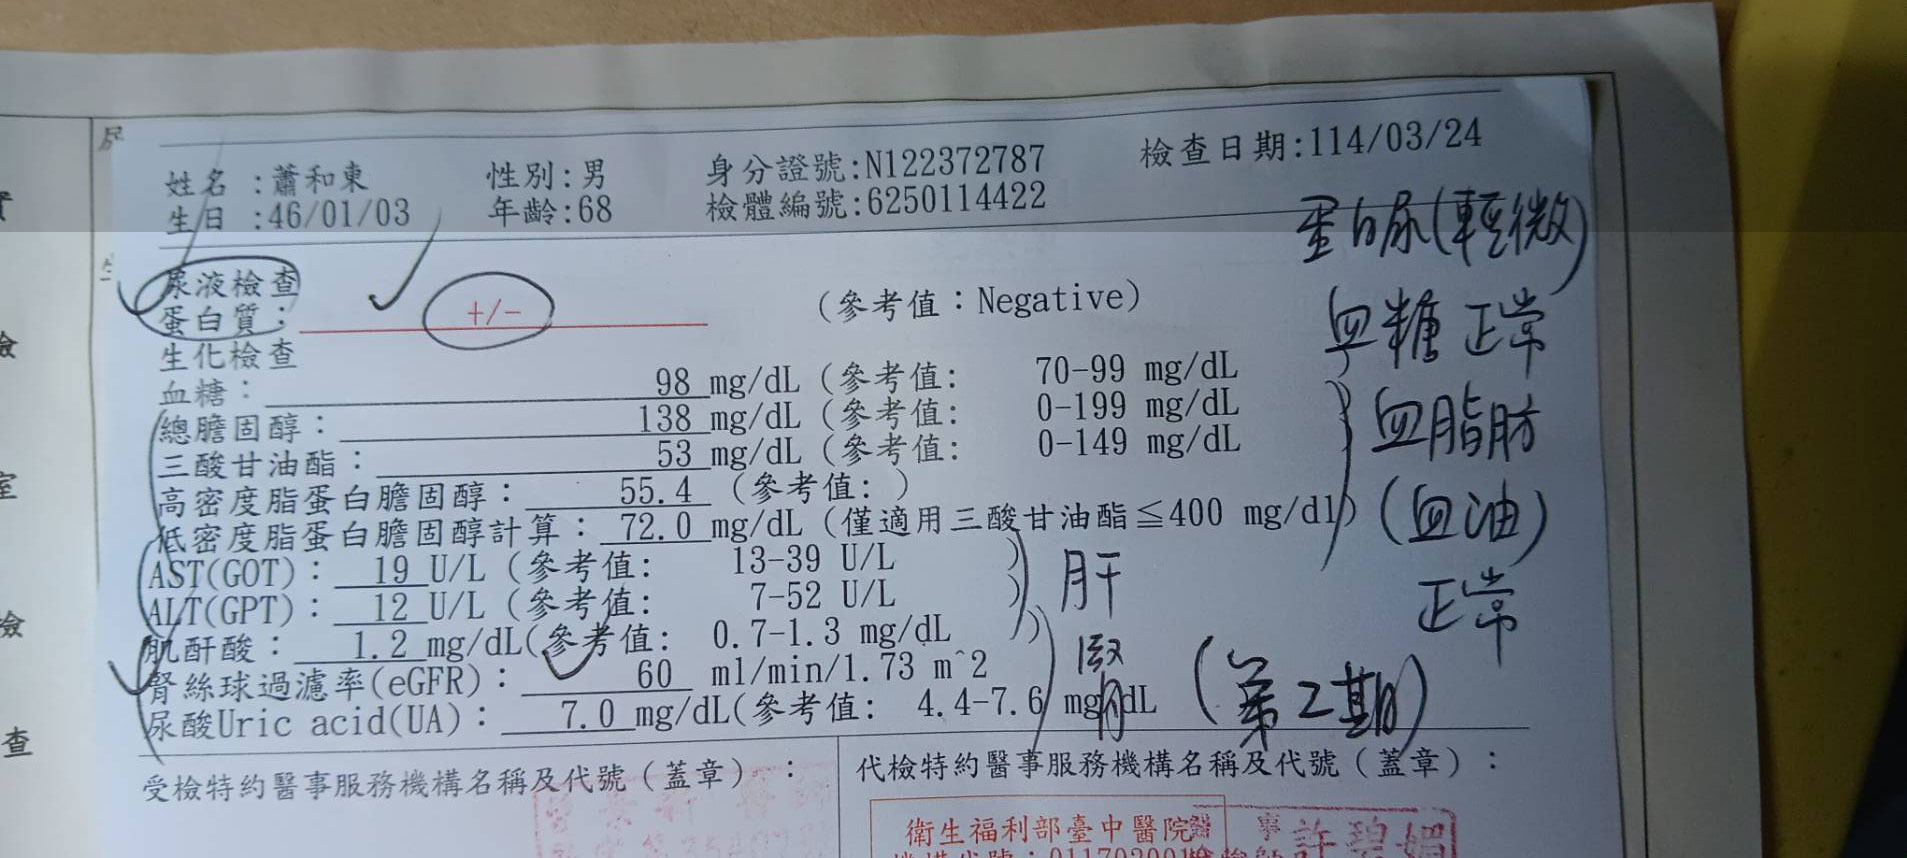 姓名：蕭和東 性別：男 身分證號：N122372787 檢查日期：114/03/24
生日：46/01/03 年齡：68 檢體編號：6250114422
蛋白尿(輕微)
尿液檢查
蛋白質： +/- (參考值：Negative)
生化檢查
血糖： 98 mg/dL (參考值： 70-99 mg/dL
血糖 正常
總膽固醇： 138 mg/dL (參考值： 0-199 mg/dL
三酸甘油酯： 53 mg/dL (參考值： 0-149 mg/dL
血脂肪
高密度脂蛋白膽固醇： 55.4 (參考值：)
低密度脂蛋白膽固醇計算： 72.0 mg/dL (僅適用三酸甘油酯≦400 mg/dl)
(血油)
正常
AST(GOT)： 19 U/L (參考值： 13-39 U/L )
ALT(GPT)： 12 U/L (參考值： 7-52 U/L )
肝
肌酐酸： 1.2 mg/dL(參考值： 0.7-1.3 mg/dL )
腎絲球過濾率(eGFR)： 60 ml/min/1.73 m^2
腎 (第2期)
尿酸Uric acid(UA)： 7.0 mg/dL(參考值： 4.4-7.6 mg/dL
受檢特約醫事服務機構名稱及代號(蓋章)：
代檢特約醫事服務機構名稱及代號(蓋章)：
衛生福利部臺中醫院
許碧娟